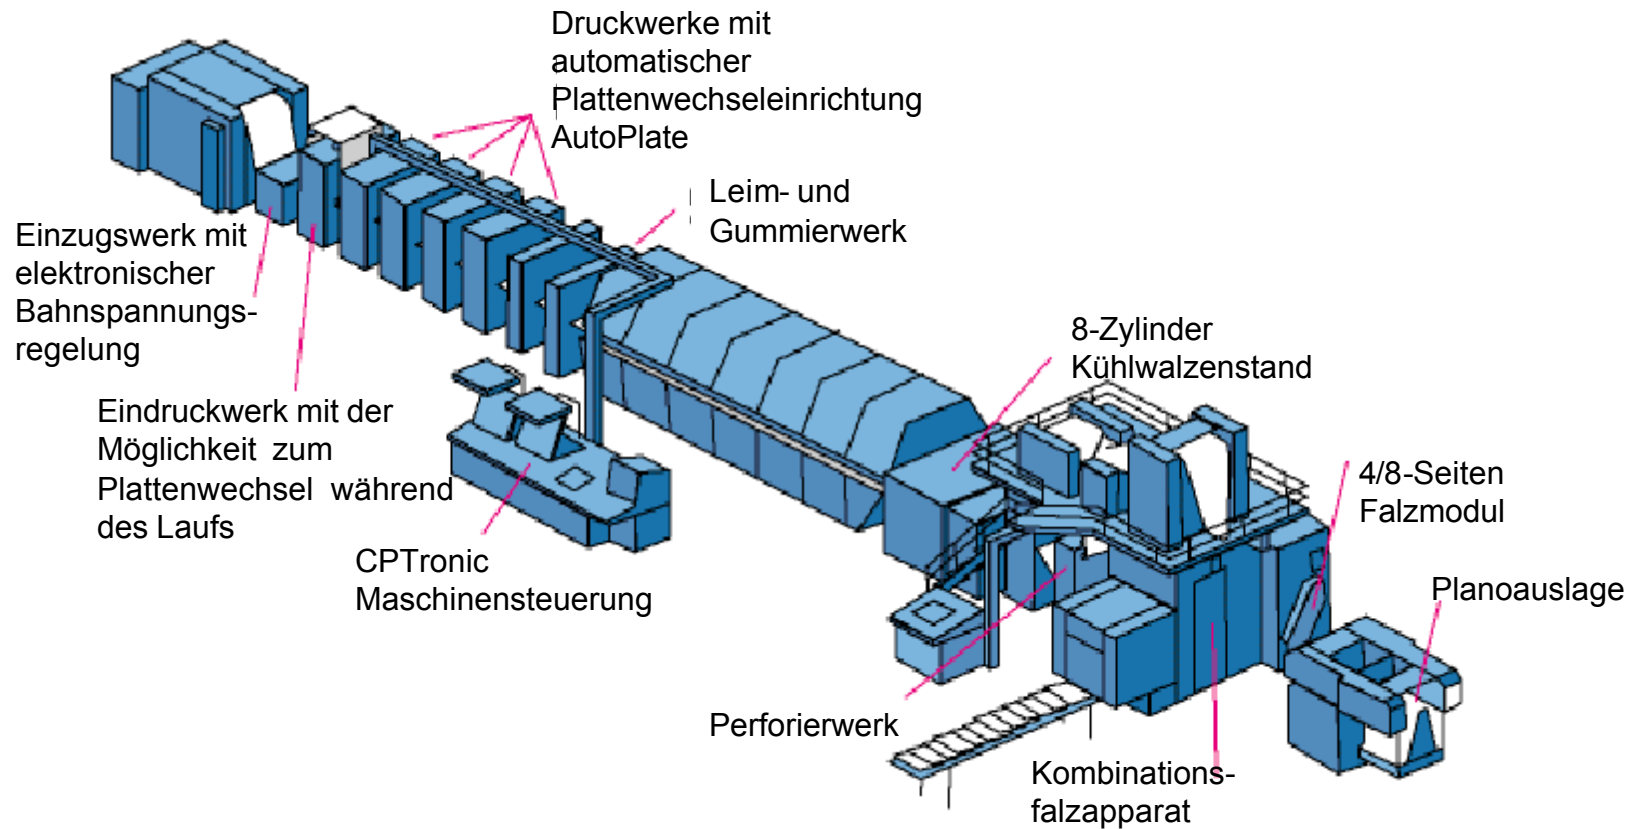 Druckwerke mit
automatischer
Plattenwechseleinrichtung
AutoPlate
Leim- und
Gummierwerk
Einzugswerk mit
elektronischer
Bahnspannungs-
regelung
8-Zylinder
Kühlwalzenstand
Eindruckwerk mit der
Möglichkeit zum
Plattenwechsel während
des Laufs
4/8-Seiten
Falzmodul
CPTronic
Maschinensteuerung
Planoauslage
Perforierwerk
Kombinations-
falzapparat